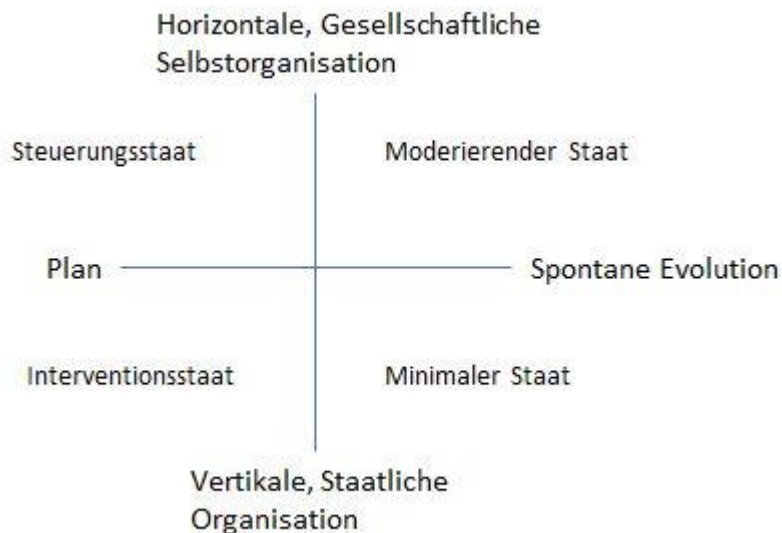 Horizontale, Gesellschaftliche
Selbstorganisation
Steuerungsstaat
Moderierender Staat
Plan
Spontane Evolution
Interventionsstaat
Minimaler Staat
Vertikale, Staatliche
Organisation